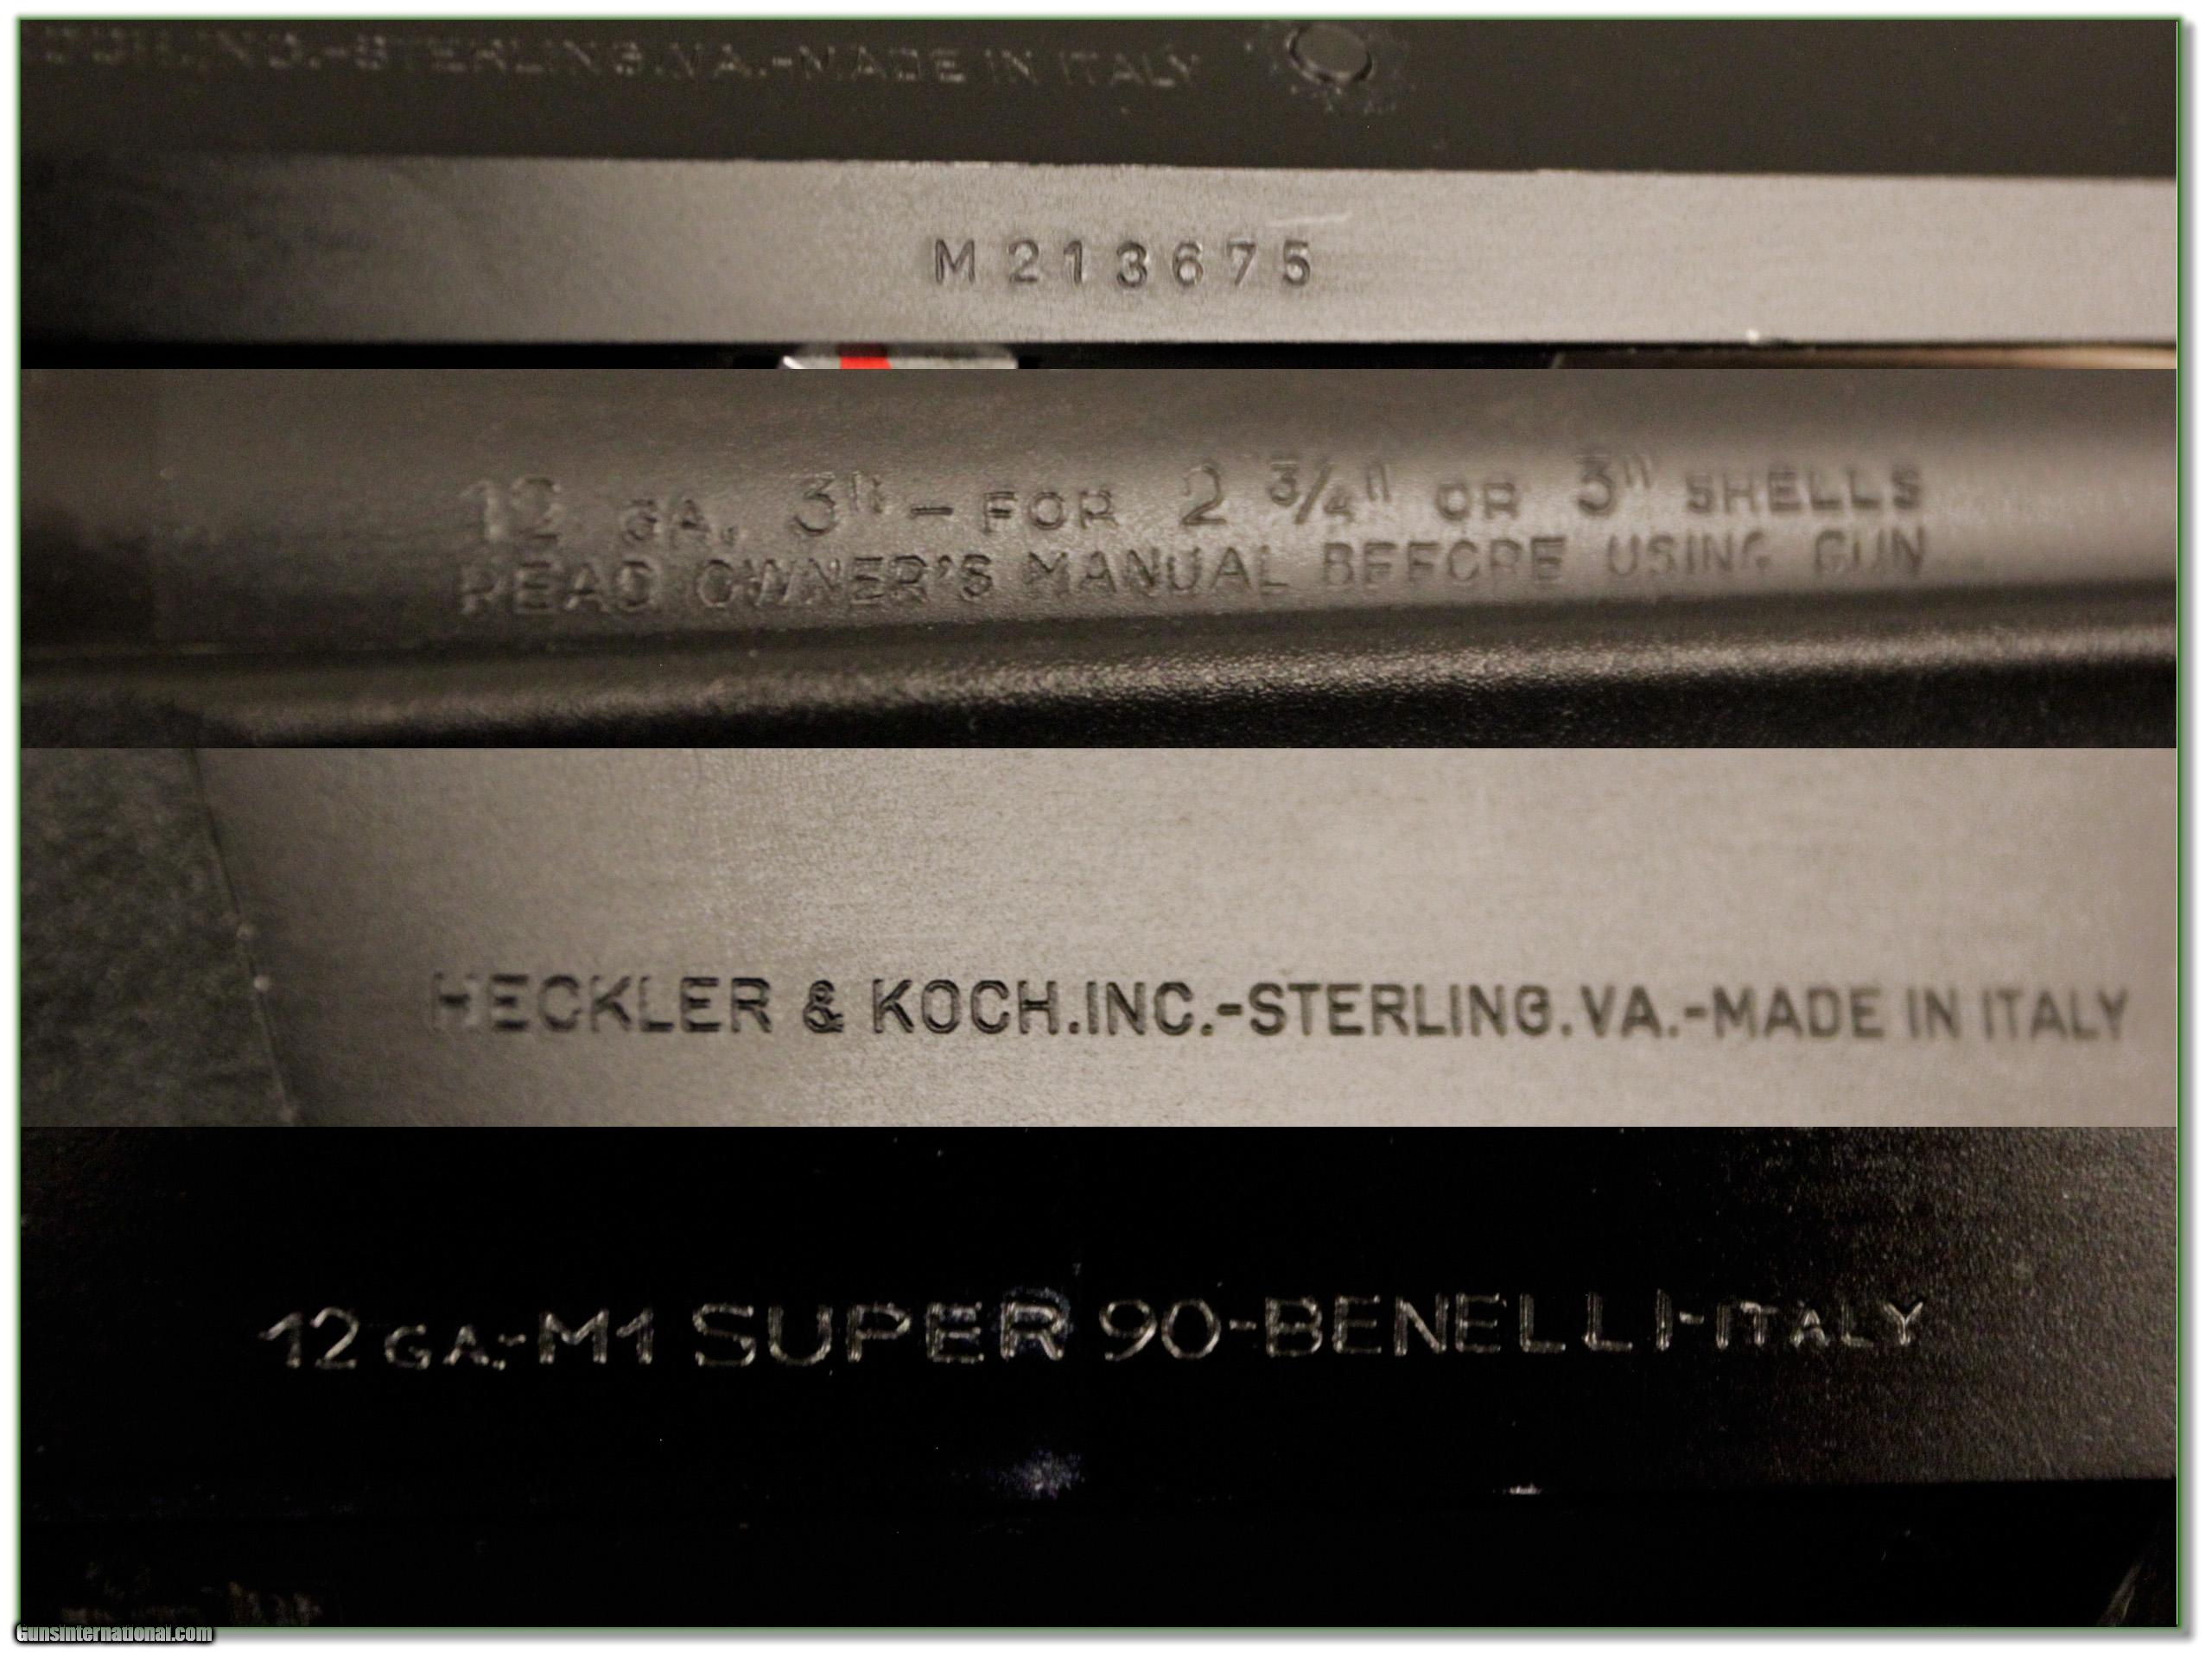 STERLING.VA.-MADE IN ITALY
M213675
12 GA. 3" – FOR 2 3/4" OR 3" SHELLS
READ OWNER'S MANUAL BEFORE USING GUN
HECKLER & KOCH.INC.-STERLING.VA.-MADE IN ITALY
12 GA.-M1 SUPER 90-BENELLI-ITALY
GunsInternational.com